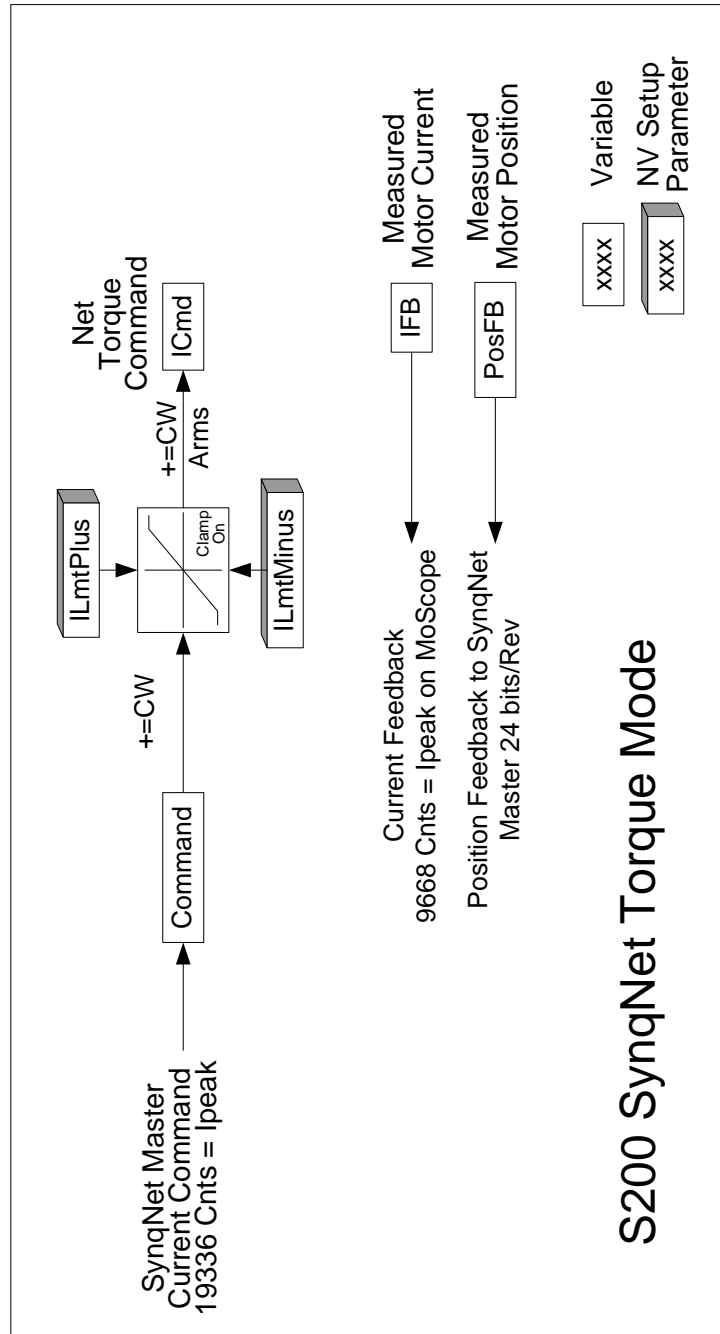 SynqNet Master
Current Command
19336 Cnts = Ipeak
Command
+=CW
ILmtPlus
Clamp
On
ILmtMinus
+=CW
Arms
Net
Torque
Command
ICmd
Current Feedback
9668 Cnts = Ipeak on MoScope
IFB
Measured
Motor Current
Position Feedback to SynqNet
Master 24 bits/Rev
PosFB
Measured
Motor Position
S200 SynqNet Torque Mode
xxxx
Variable
xxxx
NV Setup
Parameter